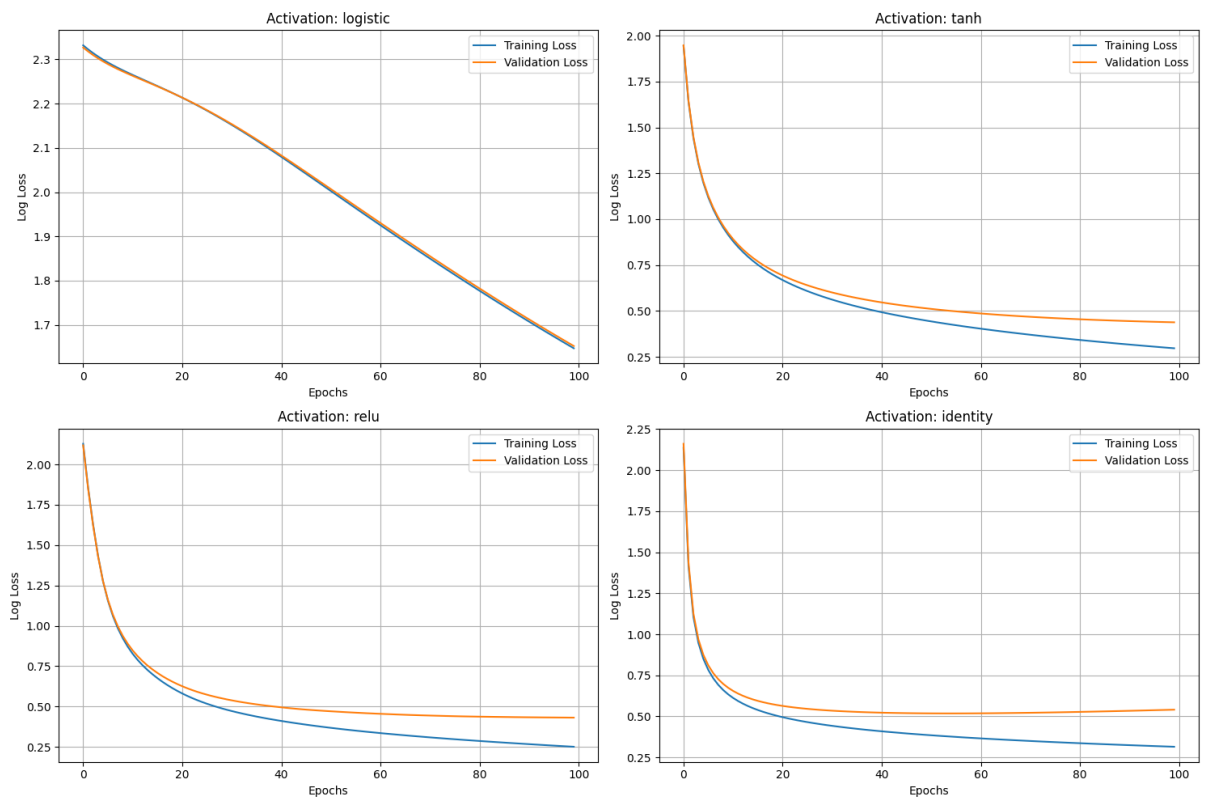 Activation: logistic
Training Loss
Validation Loss
Log Loss
2.3
2.2
2.1
2.0
1.9
1.8
1.7
0 20 40 60 80 100
Epochs
Activation: tanh
Training Loss
Validation Loss
Log Loss
2.00
1.75
1.50
1.25
1.00
0.75
0.50
0.25
0 20 40 60 80 100
Epochs
Activation: relu
Training Loss
Validation Loss
Log Loss
2.00
1.75
1.50
1.25
1.00
0.75
0.50
0.25
0 20 40 60 80 100
Epochs
Activation: identity
Training Loss
Validation Loss
Log Loss
2.25
2.00
1.75
1.50
1.25
1.00
0.75
0.50
0.25
0 20 40 60 80 100
Epochs